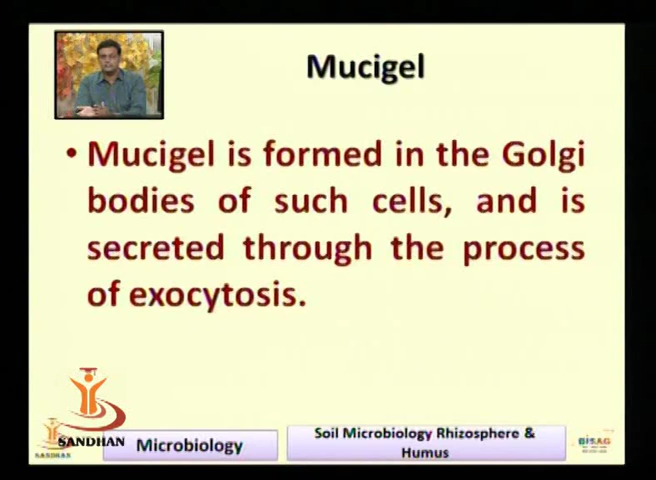 Mucigel
• Mucigel is formed in the Golgi
bodies of such cells, and is
secreted through the process
of exocytosis.
SANDHAN
SANDHAN
Microbiology
Soil Microbiology Rhizosphere &
Humus
BISAG